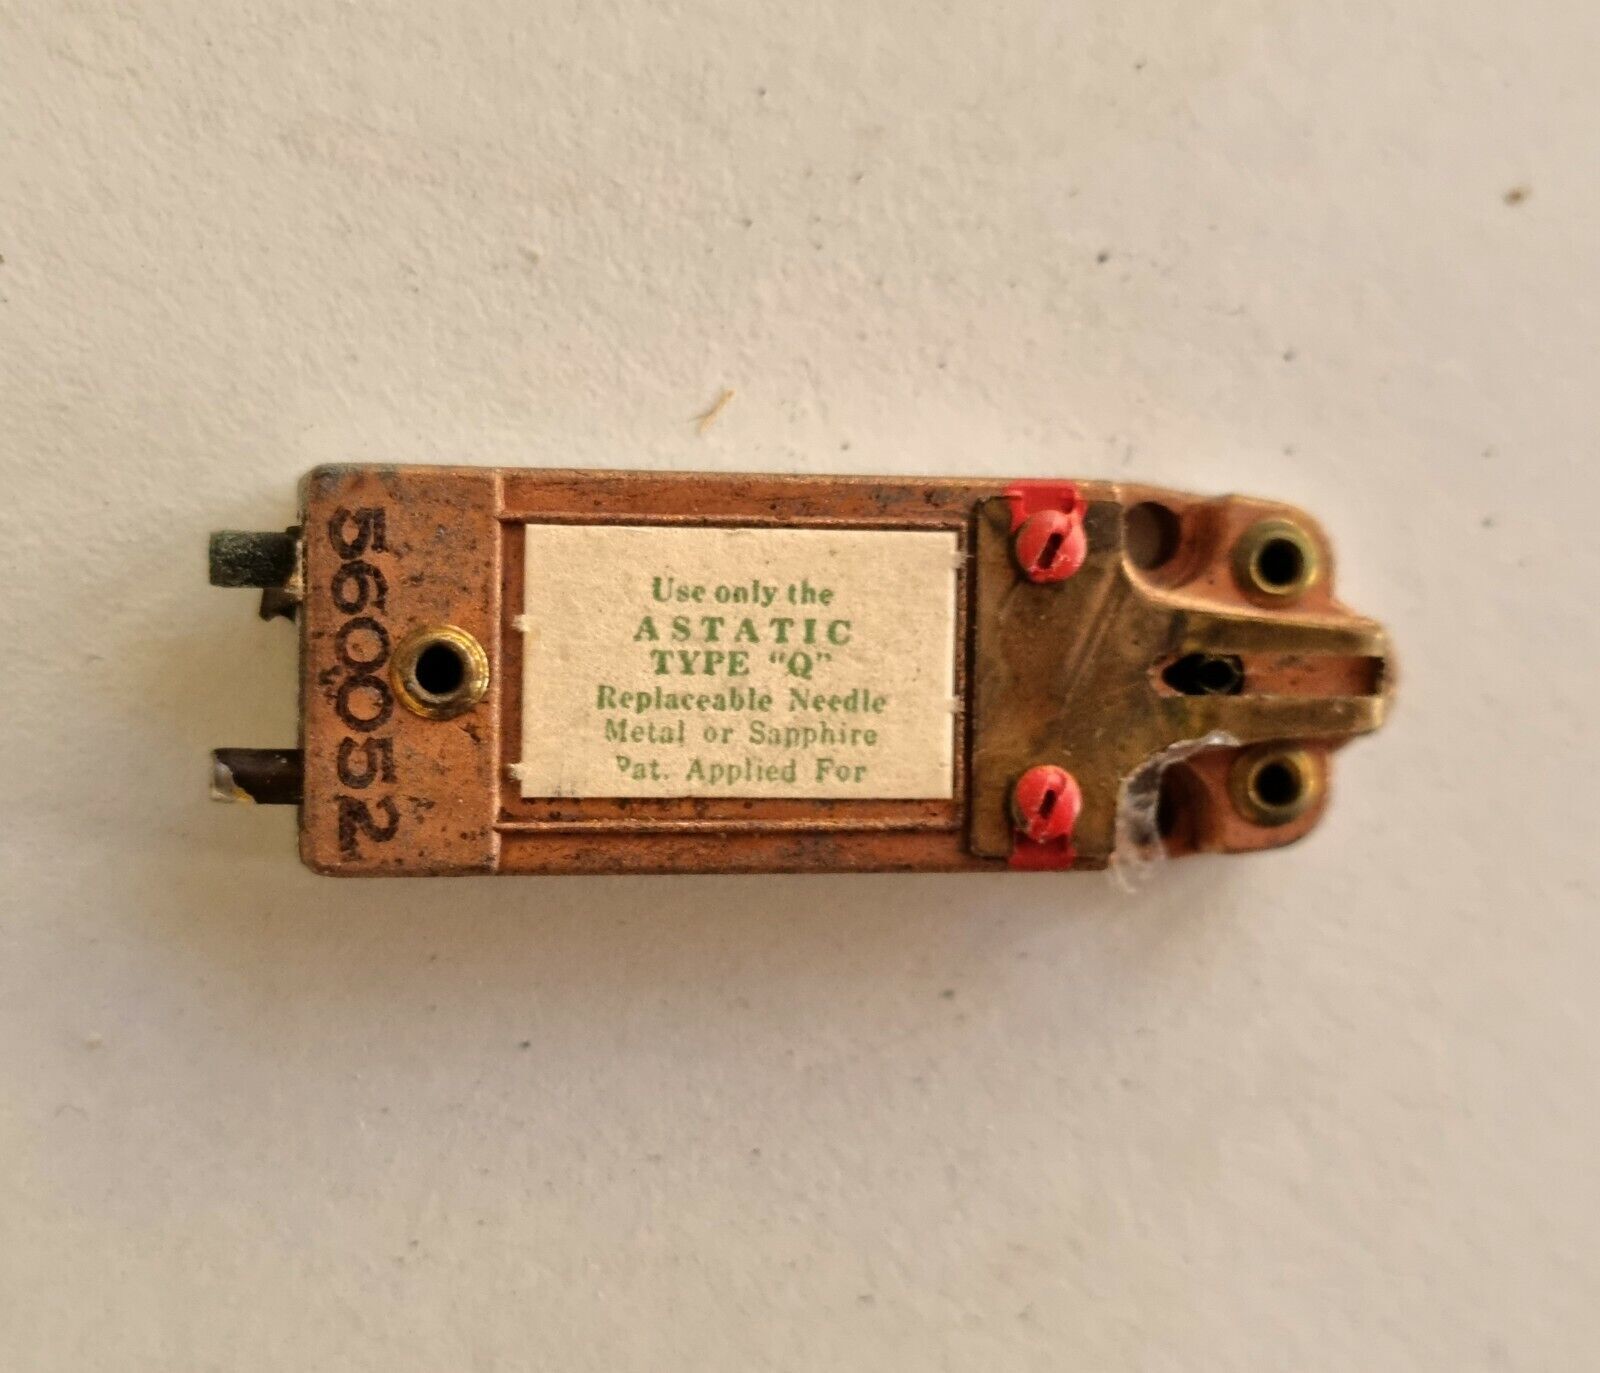 560052
Use only the
ASTATIC
TYPE "Q"
Replaceable Needle
Metal or Sapphire
Pat. Applied For